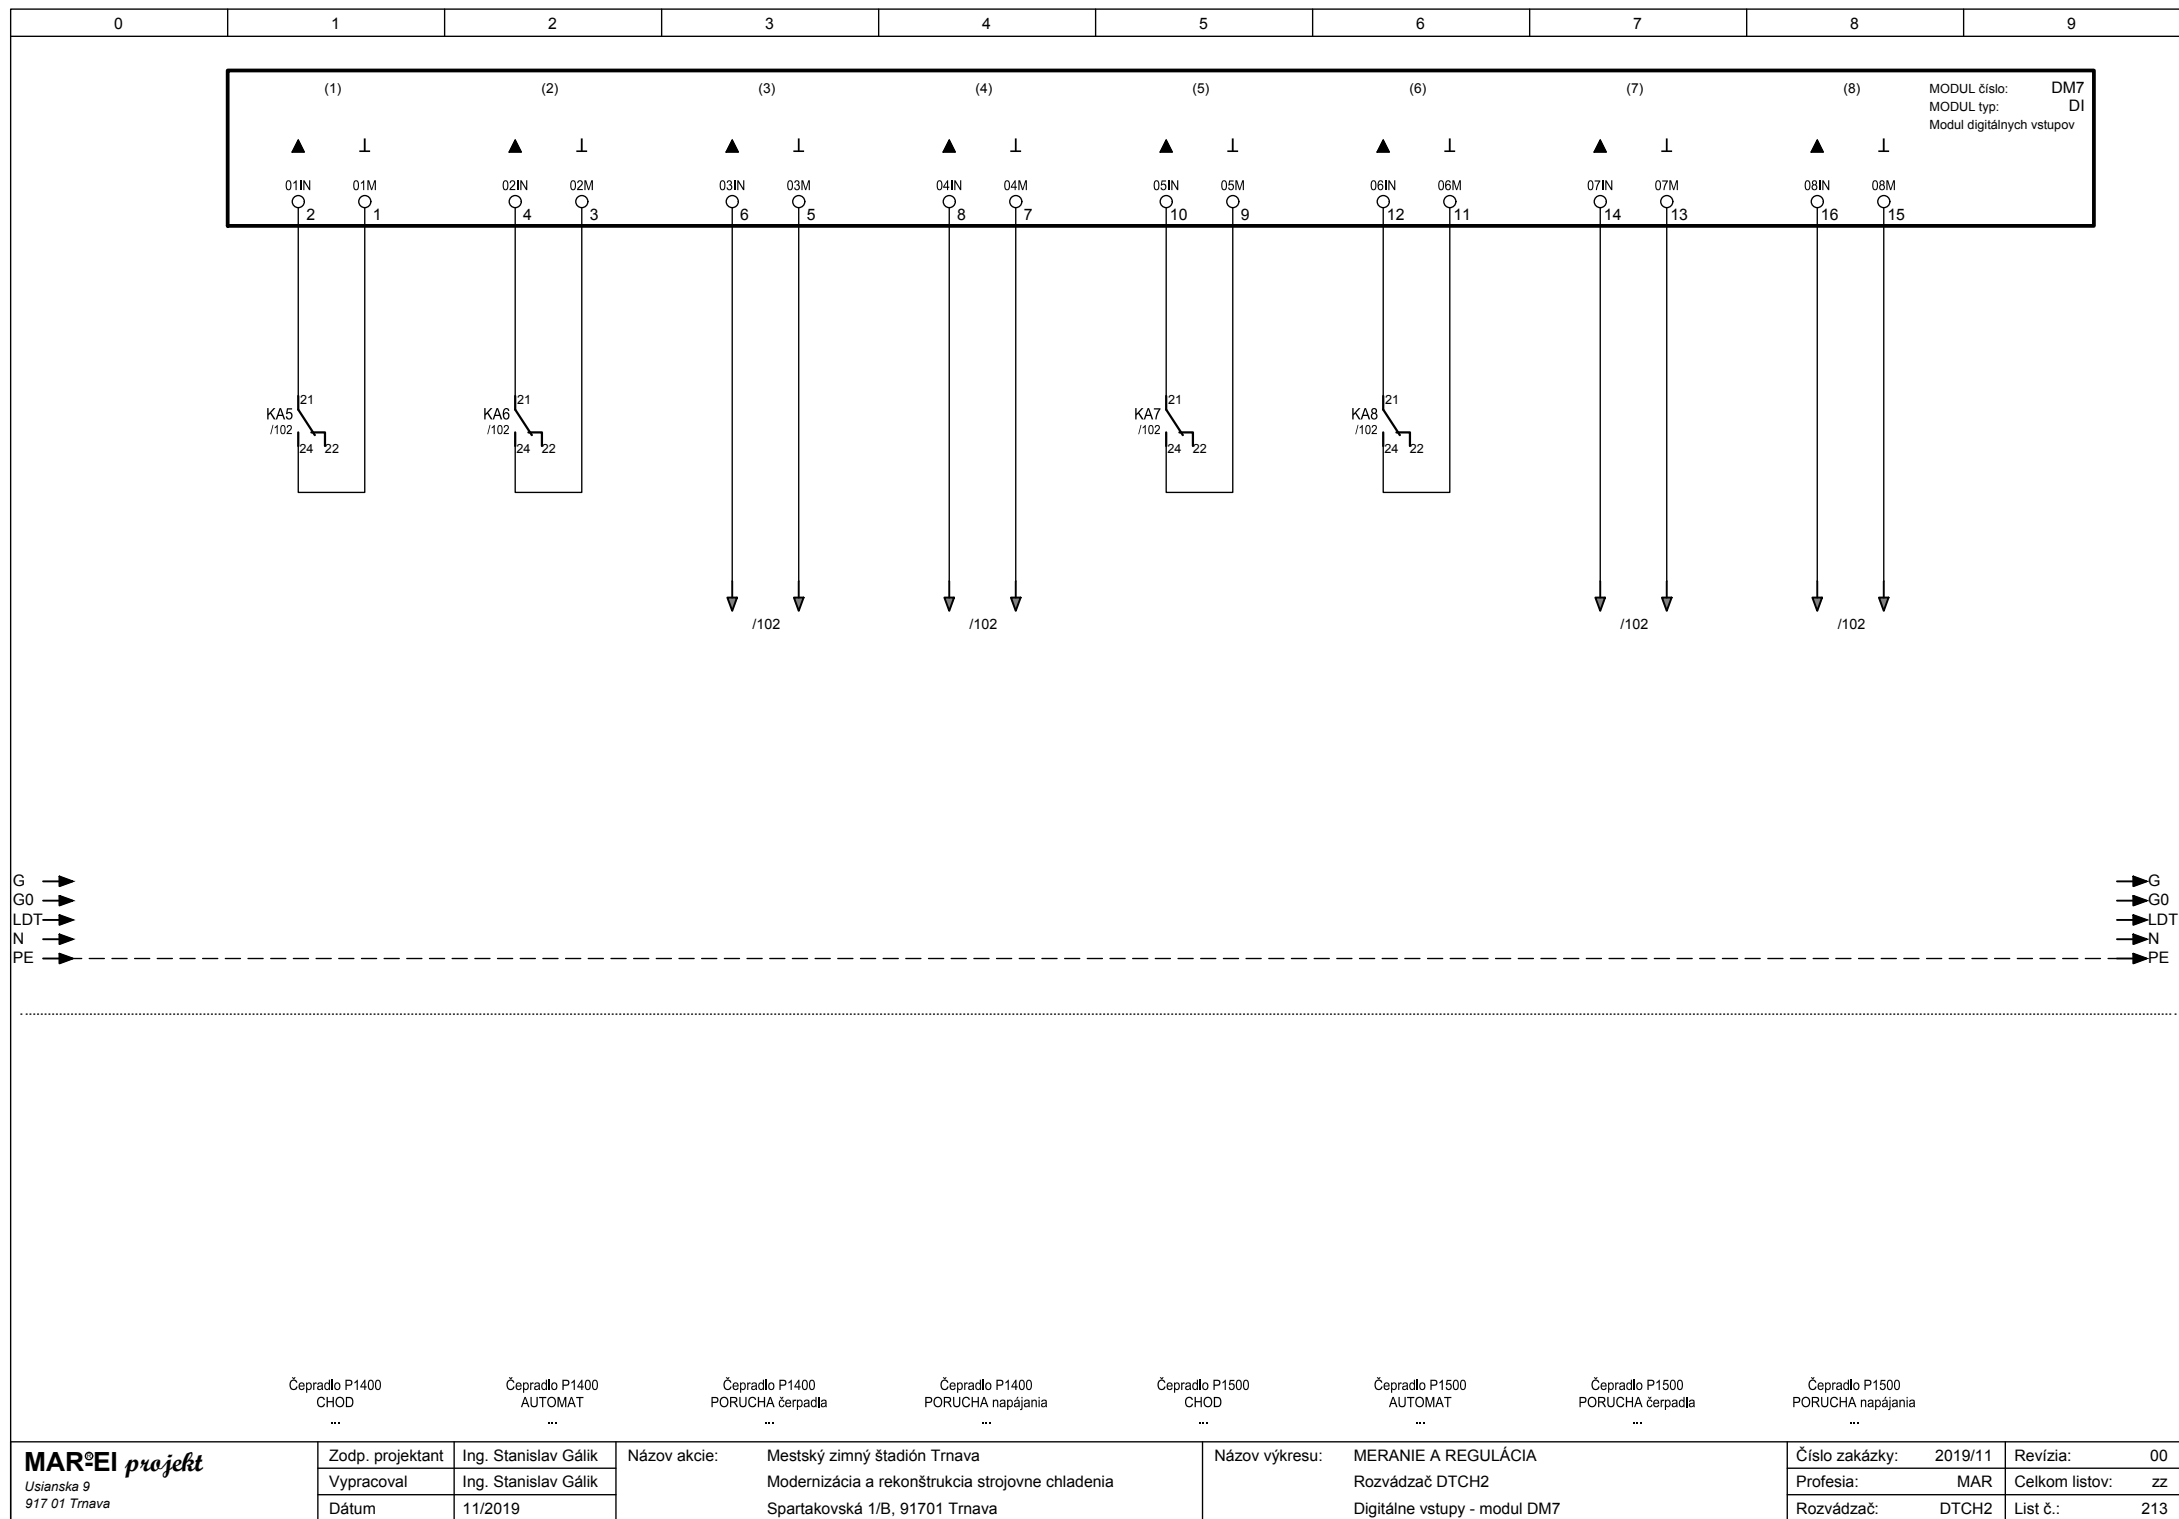 0 1 2 3 4 5 6 7 8 9
(1) (2) (3) (4) (5) (6) (7) (8)
MODUL číslo: DM7
MODUL typ: DI
Modul digitálnych vstupov
01IN 01M 02IN 02M 03IN 03M 04IN 04M 05IN 05M 06IN 06M 07IN 07M 08IN 08M
2 1 4 3 6 5 8 7 10 9 12 11 14 13 16 15
21 21 21 21
KA5 KA6 KA7 KA8
/102 /102 /102 /102
24 22 24 22 24 22 24 22
/102 /102 /102 /102
G G
G0 G0
LDT LDT
N N
PE PE
Čepradlo P1400 Čepradlo P1400 Čepradlo P1400 Čepradlo P1400 Čepradlo P1500 Čepradlo P1500 Čepradlo P1500 Čepradlo P1500
CHOD AUTOMAT PORUCHA čerpadla PORUCHA napájania CHOD AUTOMAT PORUCHA čerpadla PORUCHA napájania
... ... ... ... ... ... ... ...
MAR EI projekt
Usianska 9
917 01 Trnava
Zodp. projektant Ing. Stanislav Gálik
Vypracoval Ing. Stanislav Gálik
Dátum 11/2019
Názov akcie: Mestský zimný štadión Trnava
Modernizácia a rekonštrukcia strojovne chladenia
Spartakovská 1/B, 91701 Trnava
Názov výkresu: MERANIE A REGULÁCIA
Rozvádzač DTCH2
Digitálne vstupy - modul DM7
Číslo zakázky: 2019/11 Revízia: 00
Profesia: MAR Celkom listov: zz
Rozvádzač: DTCH2 List č.: 213